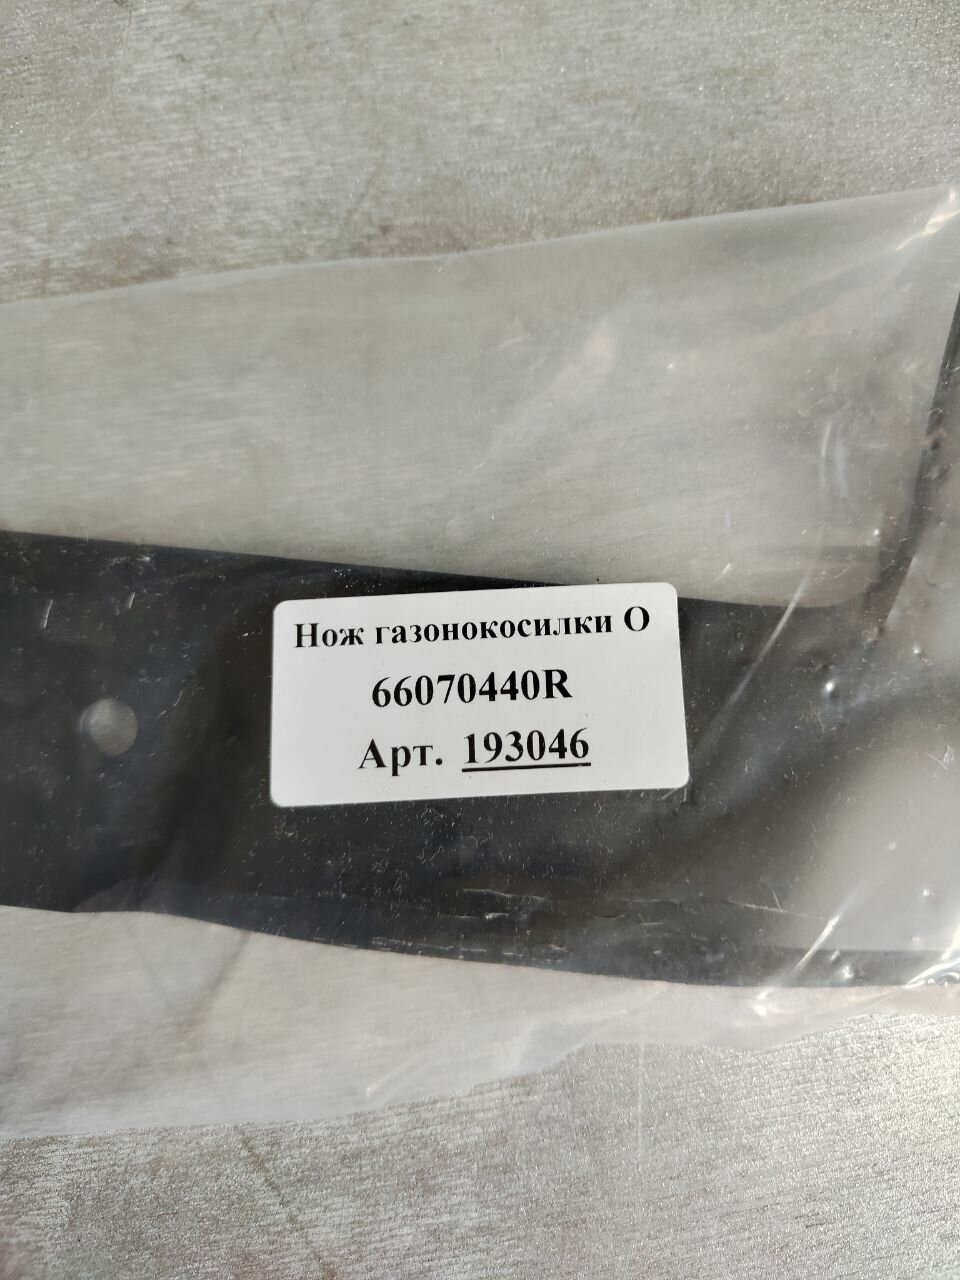 Нож газонокосилки О
66070440R
Арт. 193046